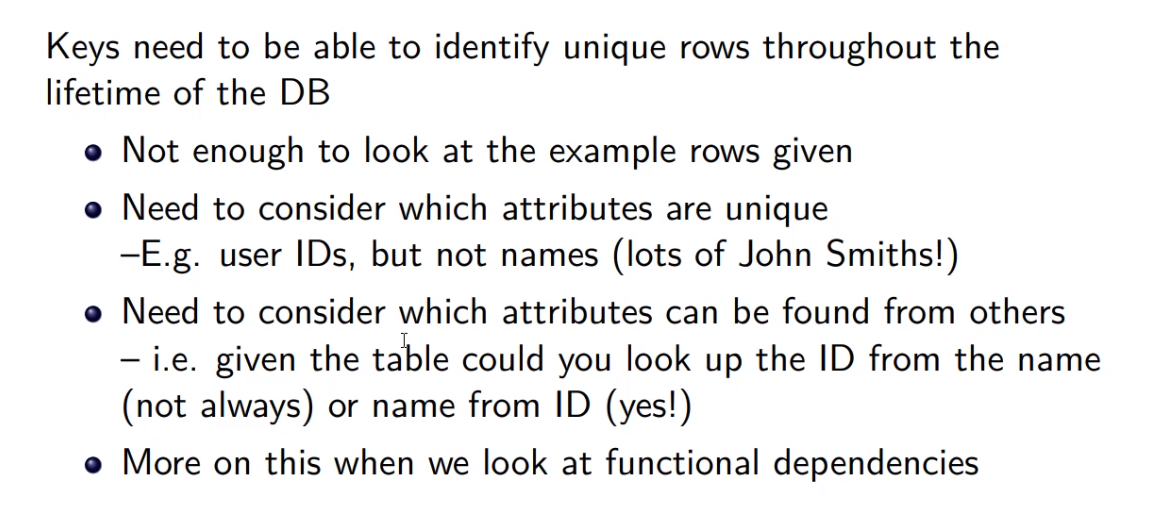 Keys need to be able to identify unique rows throughout the
lifetime of the DB
Not enough to look at the example rows given
Need to consider which attributes are unique
–E.g. user IDs, but not names (lots of John Smiths!)
Need to consider which attributes can be found from others
– i.e. given the table could you look up the ID from the name
(not always) or name from ID (yes!)
More on this when we look at functional dependencies